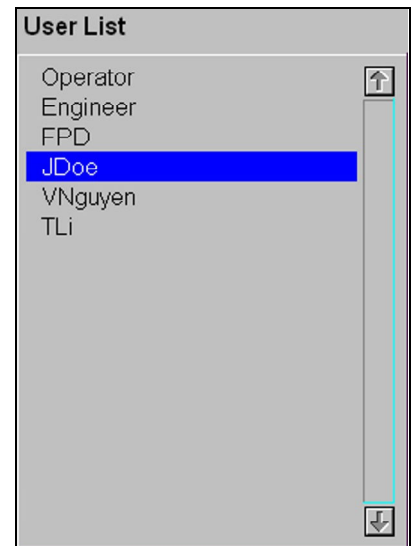 User List
Operator
Engineer
FPD
JDoe
VNguyen
TLi